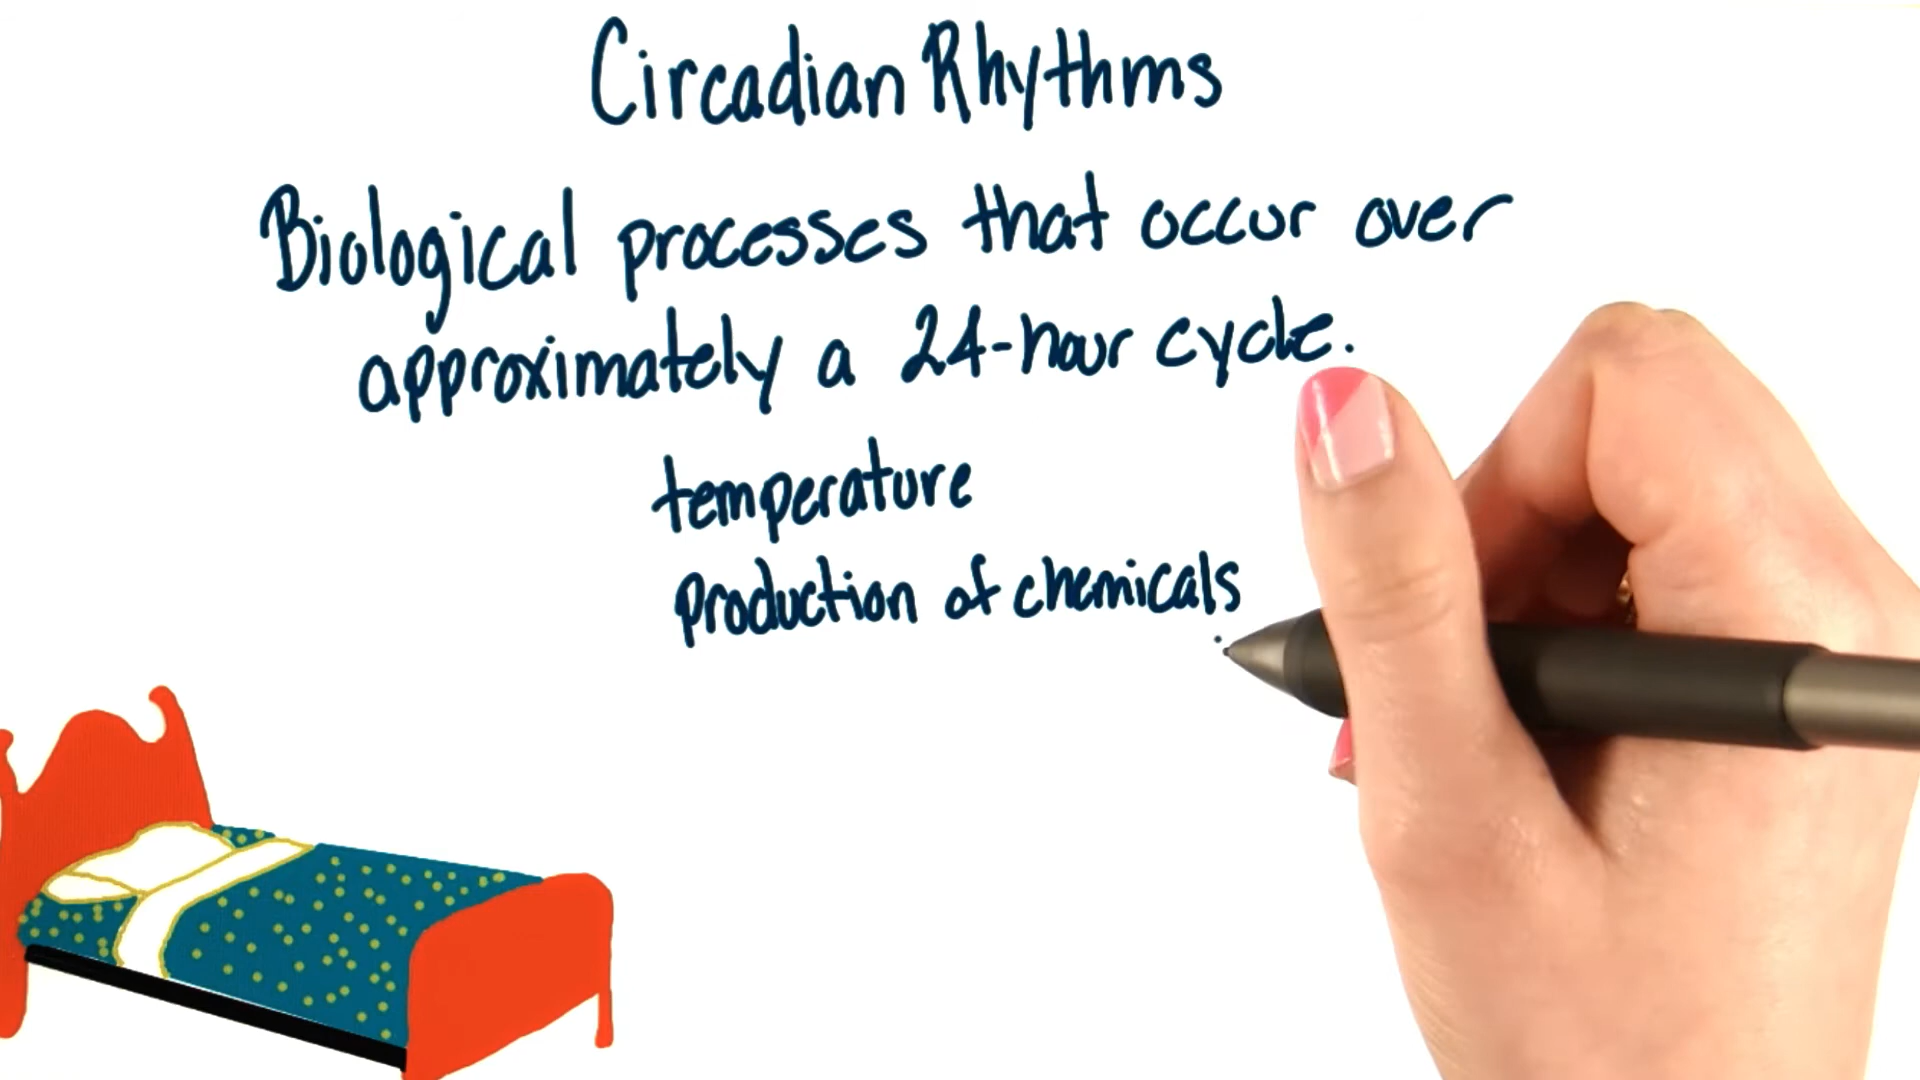 Circadian Rhythms
Biological processes that occur over
approximately a 24-hour cycle.
temperature
production of chemicals